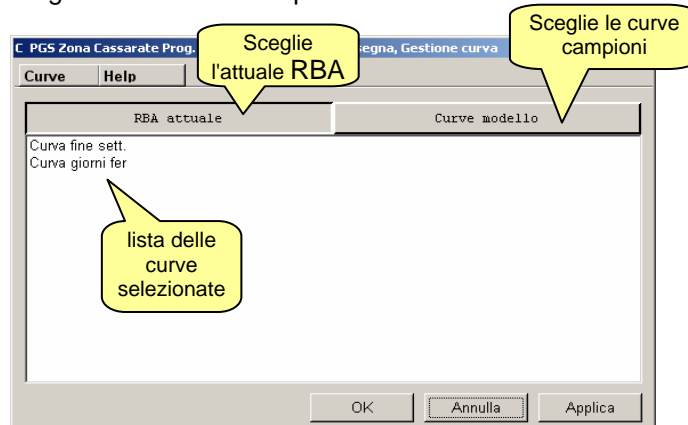 C PGS Zona Cassarate Prog.
segna, Gestione curva
Sceglie
l'attuale RBA
Sceglie le curve
campioni
Curve Help
RBA attuale Curve modello
Curva fine sett.
Curva giorni fer
lista delle
curve
selezionate
OK Annulla Applica